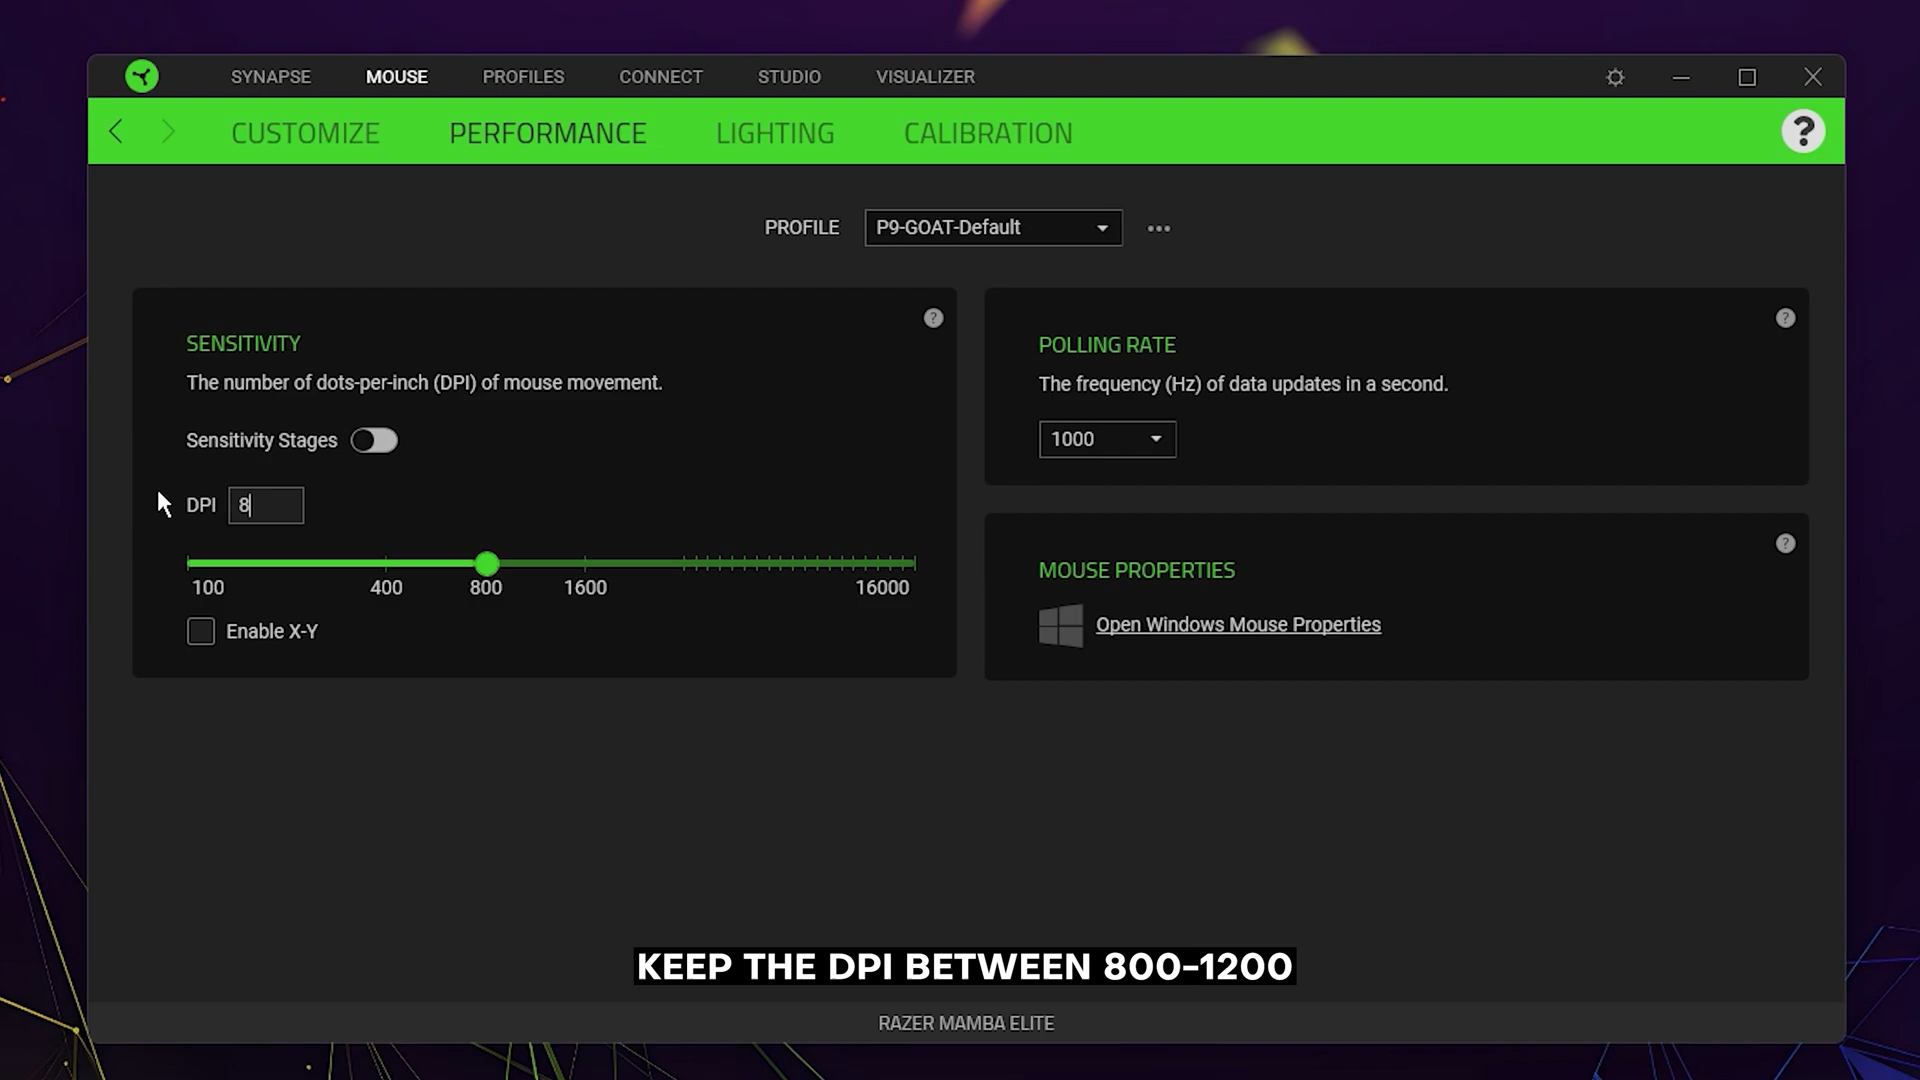 SYNAPSE MOUSE PROFILES CONNECT STUDIO VISUALIZER
CUSTOMIZE PERFORMANCE LIGHTING CALIBRATION ?
PROFILE P9-GOAT-Default
SENSITIVITY ?
The number of dots-per-inch (DPI) of mouse movement.
Sensitivity Stages
DPI 8
100 400 800 1600 16000
Enable X-Y
POLLING RATE ?
The frequency (Hz) of data updates in a second.
1000
MOUSE PROPERTIES ?
Open Windows Mouse Properties
KEEP THE DPI BETWEEN 800-1200
RAZER MAMBA ELITE